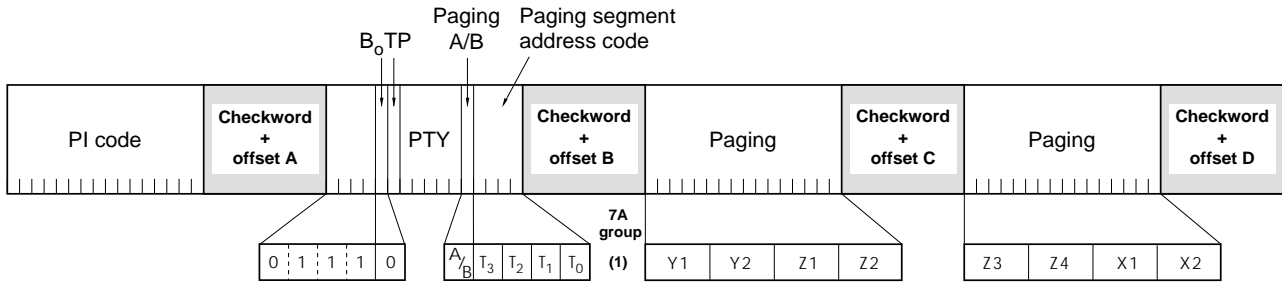 Paging Paging segment
B₀TP A/B address code
PI code
Checkword
+
offset A
PTY
Checkword
+
offset B
Paging
Checkword
+
offset C
Paging
Checkword
+
offset D
7A
group
(1)
0 1 1 1 0
A/B T₃ T₂ T₁ T₀
Y1 Y2 Z1 Z2
Z3 Z4 X1 X2